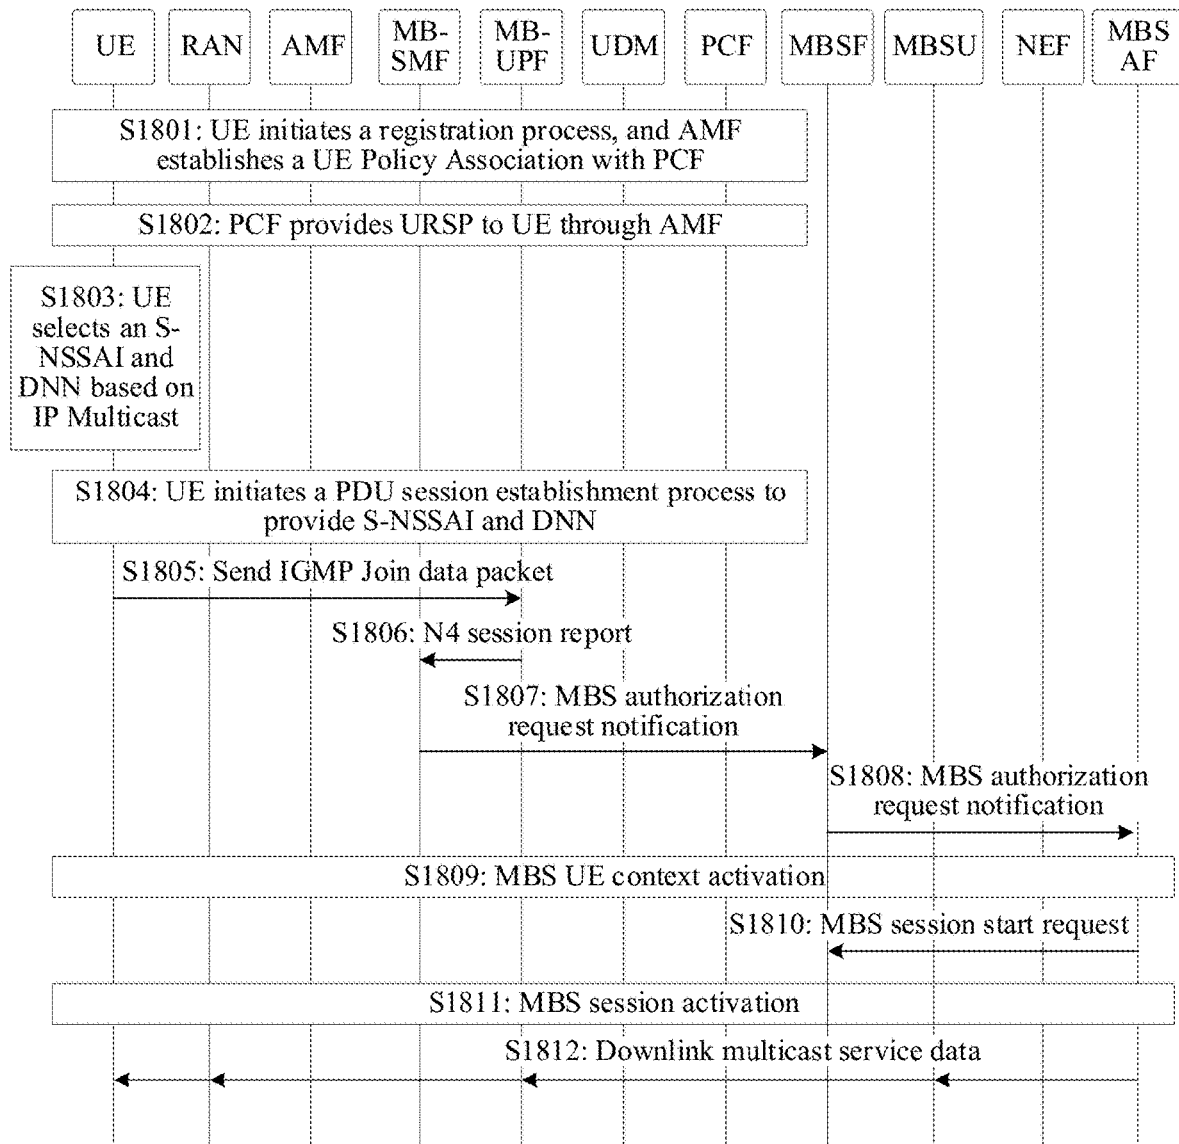 UE
RAN
AMF
MB-
SMF
MB-
UPF
UDM
PCF
MBSF
MBSU
NEF
MBS
AF
S1801: UE initiates a registration process, and AMF
establishes a UE Policy Association with PCF
S1802: PCF provides URSP to UE through AMF
S1803: UE
selects an S-
NSSAI and
DNN based on
IP Multicast
S1804: UE initiates a PDU session establishment process to
provide S-NSSAI and DNN
S1805: Send IGMP Join data packet
S1806: N4 session report
S1807: MBS authorization
request notification
S1808: MBS authorization
request notification
S1809: MBS UE context activation
S1810: MBS session start request
S1811: MBS session activation
S1812: Downlink multicast service data